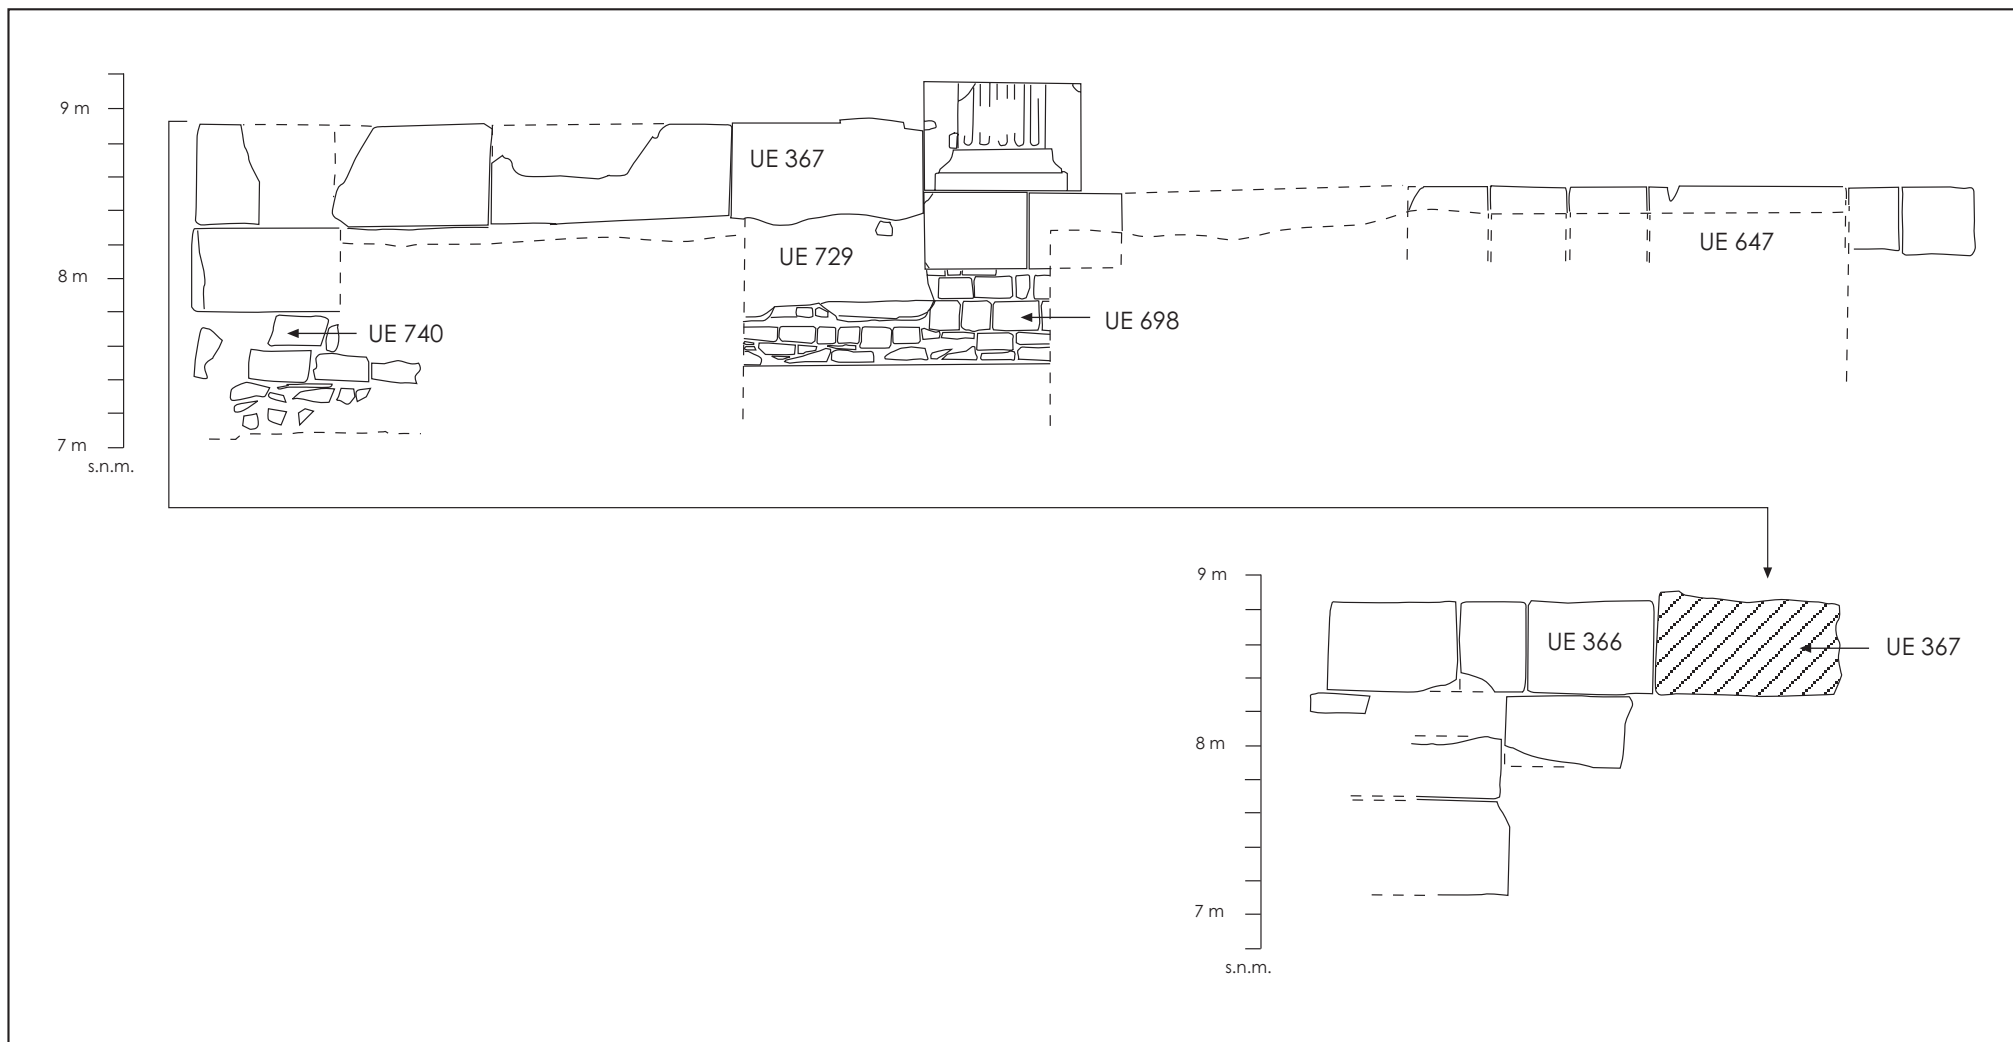 9 m
UE 367
UE 729
UE 647
8 m
UE 698
UE 740
7 m
s.n.m.
9 m
UE 366
UE 367
8 m
7 m
s.n.m.